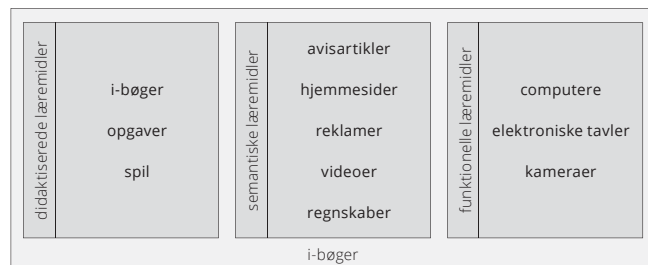 didaktiserede læremidler
i-bøger
opgaver
spil
semantiske læremidler
avisartikler
hjemmesider
reklamer
videoer
regnskaber
funktionelle læremidler
computere
elektroniske tavler
kameraer
i-bøger